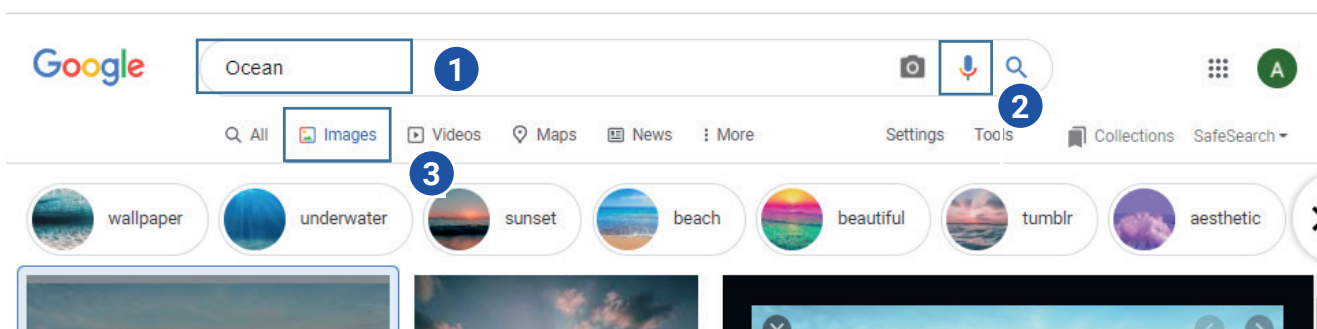 Google Ocean 1 A
2
All Images Videos Maps News More Settings Tools Collections SafeSearch
3
wallpaper underwater sunset beach beautiful tumblr aesthetic